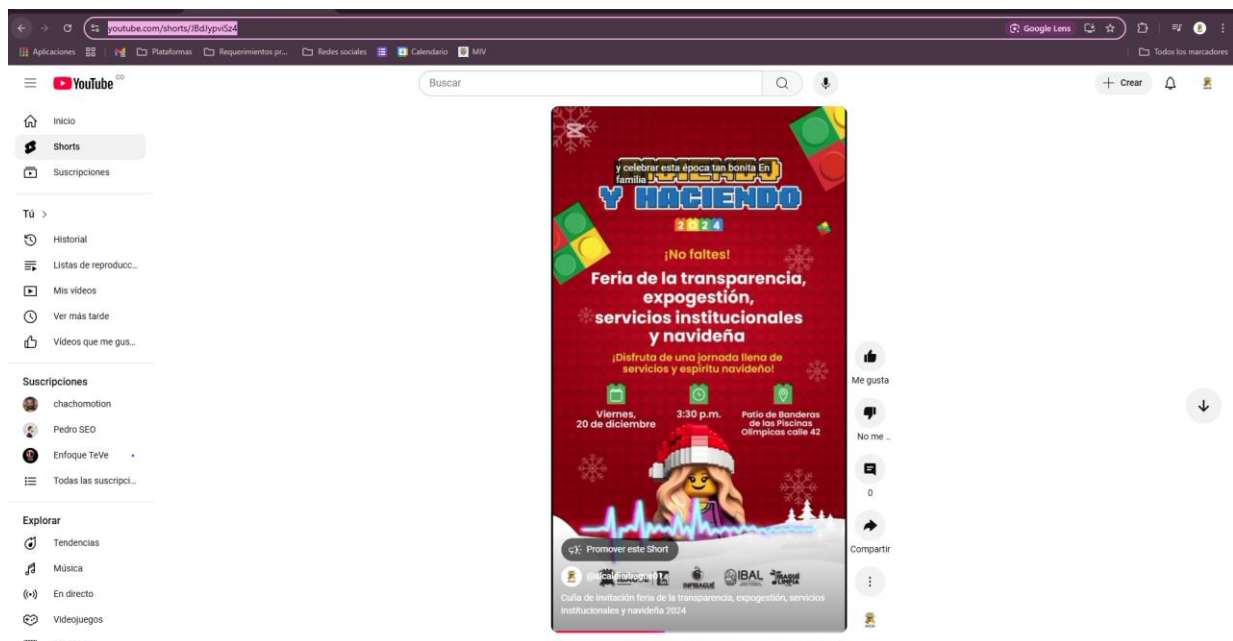 youtube.com/shorts/J8dJypviSz4
Google Lens
Aplicaciones
Plataformas
Requerimientos pr...
Redes sociales
Calendario
MIV
Todos los marcadores
YouTube CO
Buscar
Crear
Inicio
Shorts
Suscripciones
Tú >
Historial
Listas de reproducc...
Mis vídeos
Ver más tarde
Vídeos que me gus...
Suscripciones
chachomotion
Pedro SEO
Enfoque TeVe
Todas las suscripci...
Explorar
Tendencias
Música
En directo
Videojuegos
y celebrar esta época tan bonita En
familia
Y HACIENDO
2024
¡No faltes!
Feria de la transparencia,
expogestión,
servicios institucionales
y navideña
¡Disfruta de una jornada llena de
servicios y espíritu navideño!
Viernes,
20 de diciembre
3:30 p.m.
Patio de Banderas
de las Piscinas
Olímpicas calle 42
Promover este Short
INFIBAGUÉ
IBAL
IBAGUÉ
LIMPIA
Cuña de invitación feria de la transparencia, expogestión, servicios
institucionales y navideña 2024
Me gusta
No me ..
0
Compartir